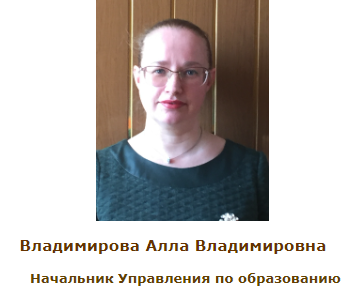 Владимирова Алла Владимировна
Начальник Управления по образованию